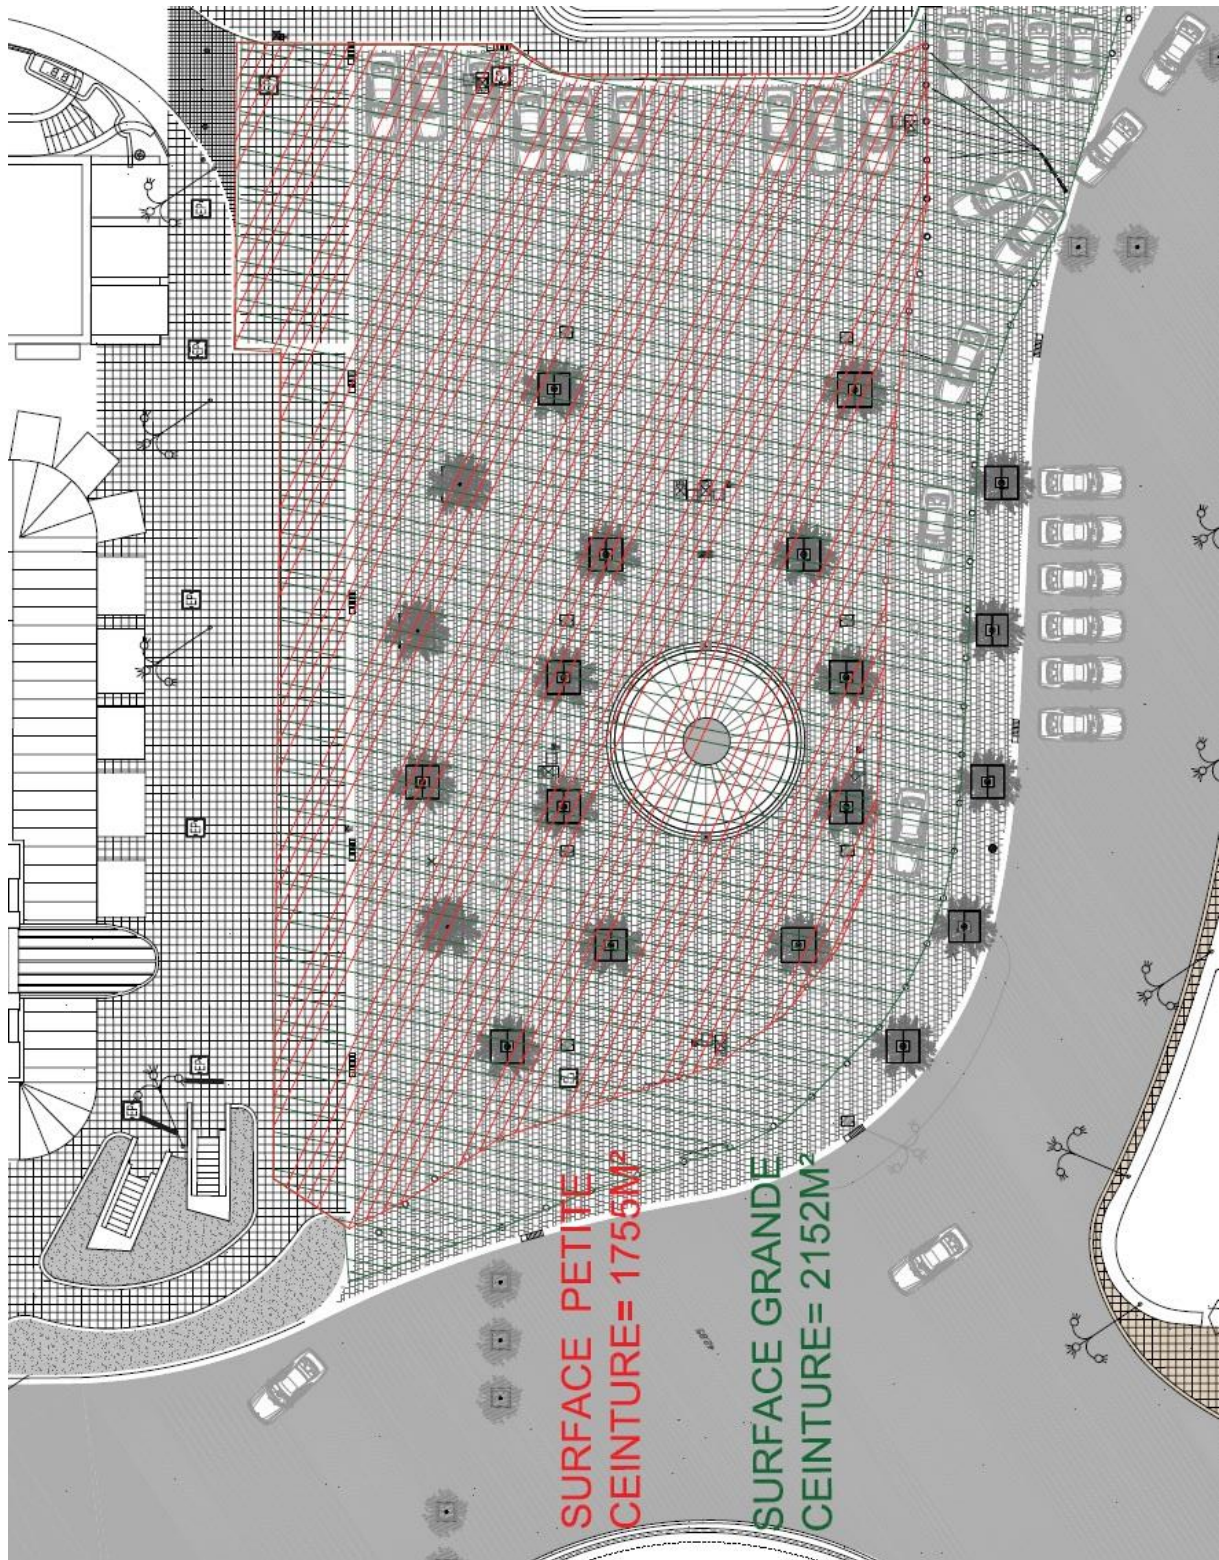 SURFACE PETITE
CEINTURE= 1755M²
SURFACE GRANDE
CEINTURE= 2152M²